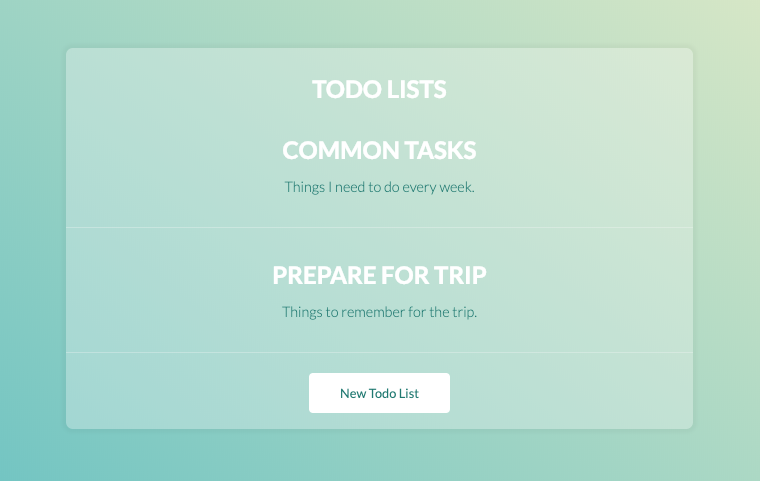 TODO LISTS
COMMON TASKS
Things I need to do every week.
PREPARE FOR TRIP
Things to remember for the trip.
New Todo List